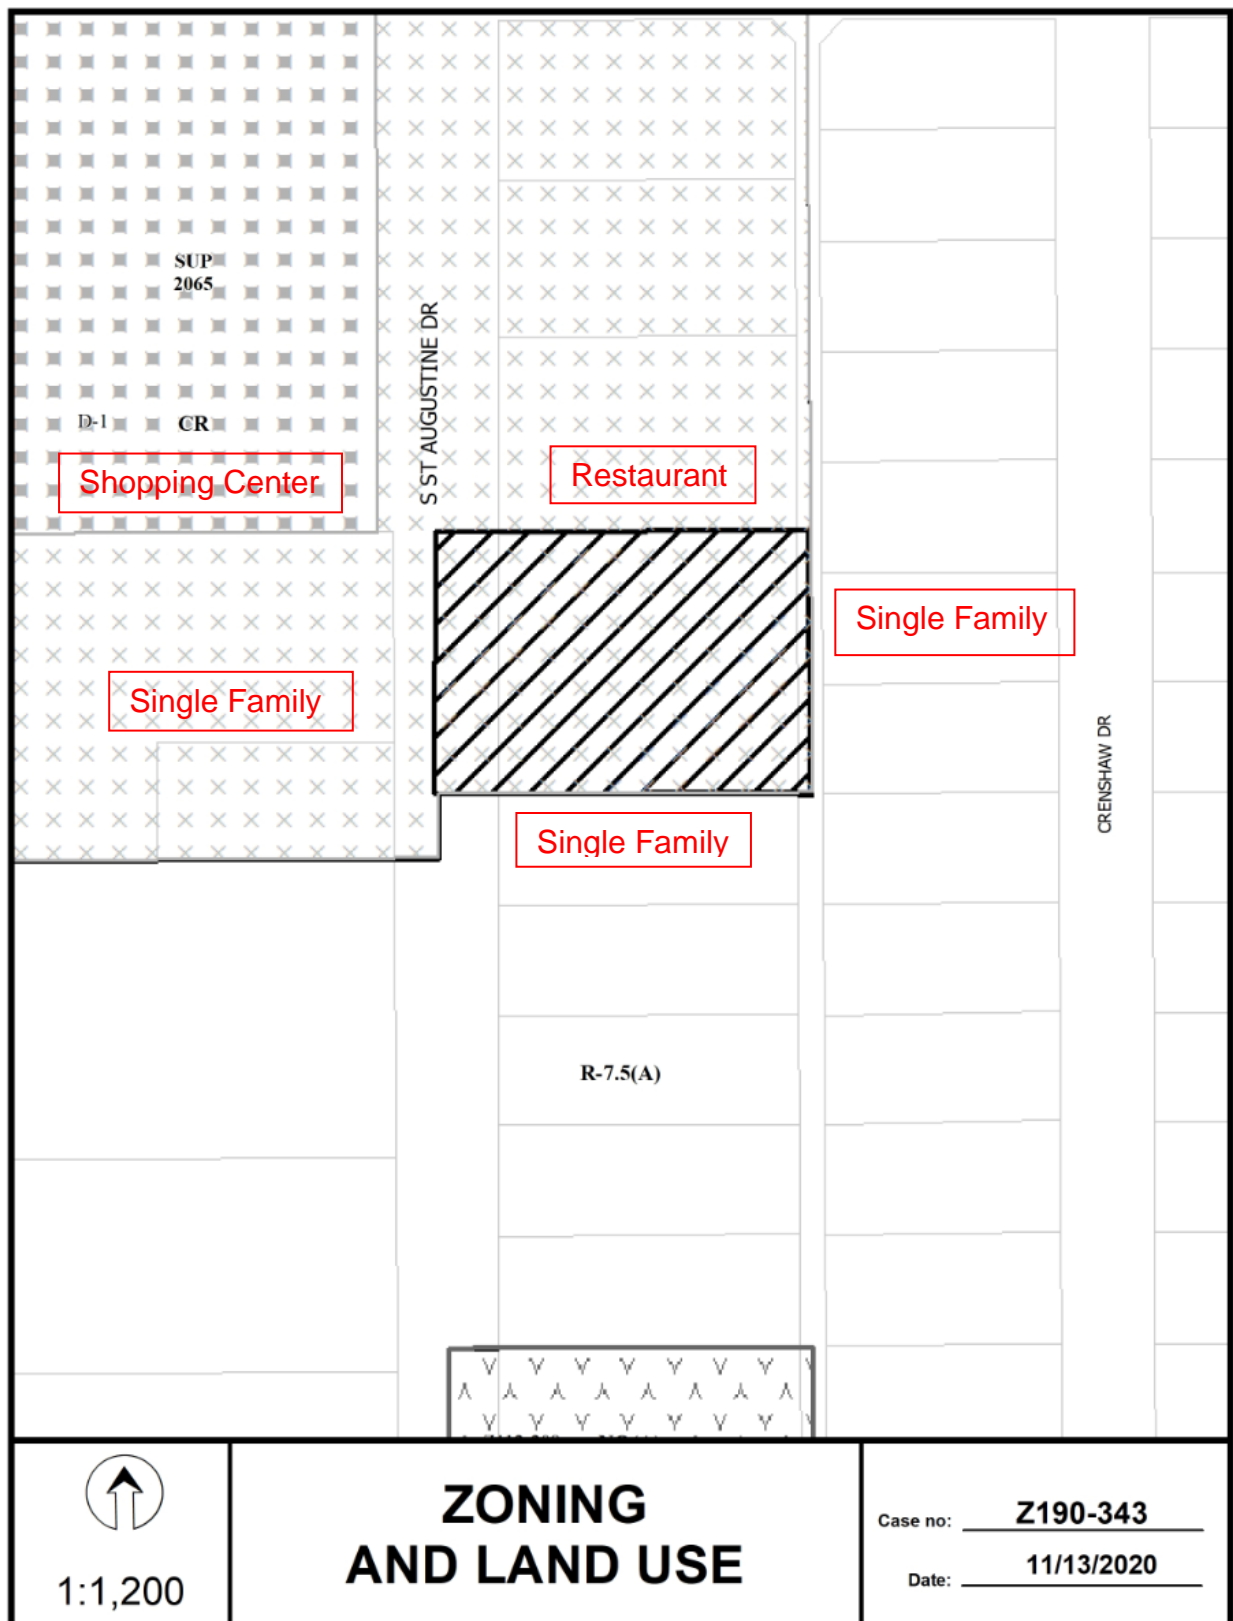 SUP
2065
D-1
CR
Shopping Center
S ST AUGUSTINE DR
Restaurant
Single Family
Single Family
CRENSHAW DR
Single Family
R-7.5(A)
1:1,200
ZONING
AND LAND USE
Case no: Z190-343
Date: 11/13/2020